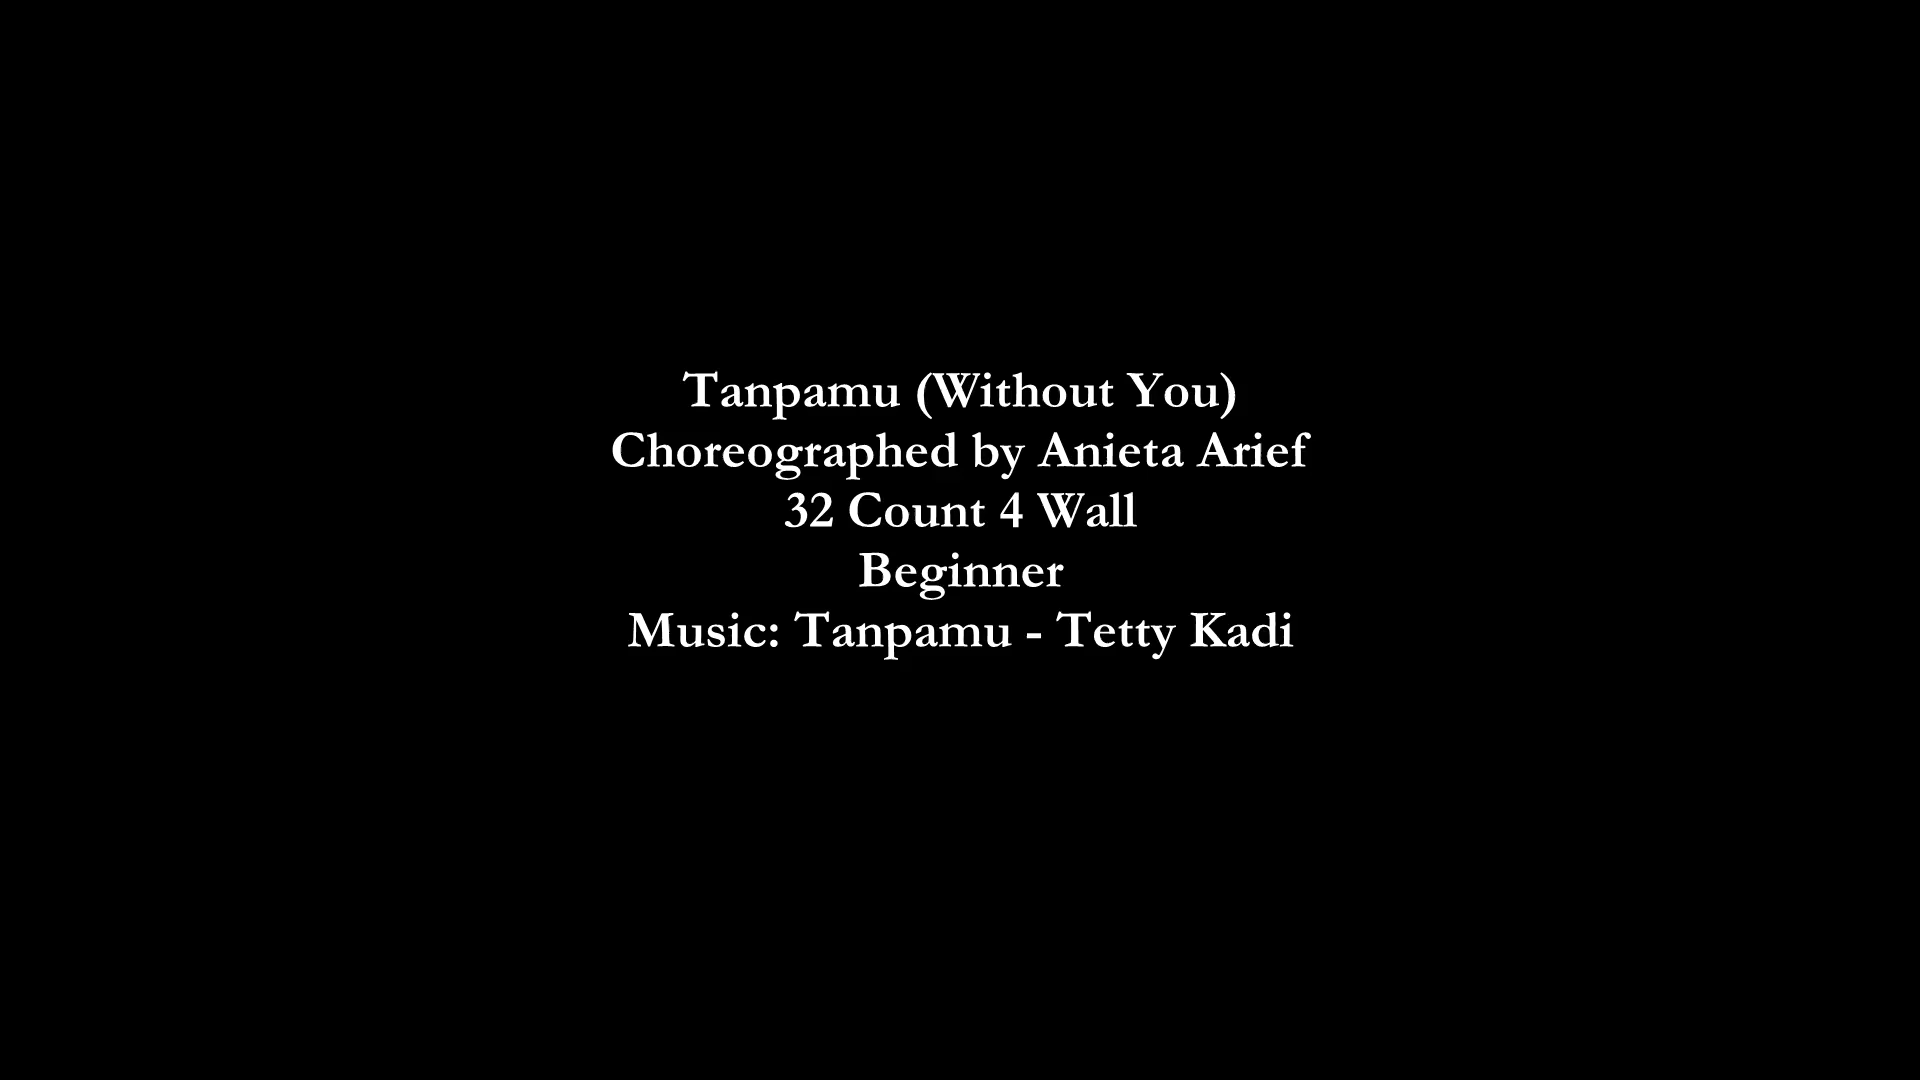 Tanpamu (Without You)
Choreographed by Anieta Arief
32 Count 4 Wall
Beginner
Music: Tanpamu - Tetty Kadi